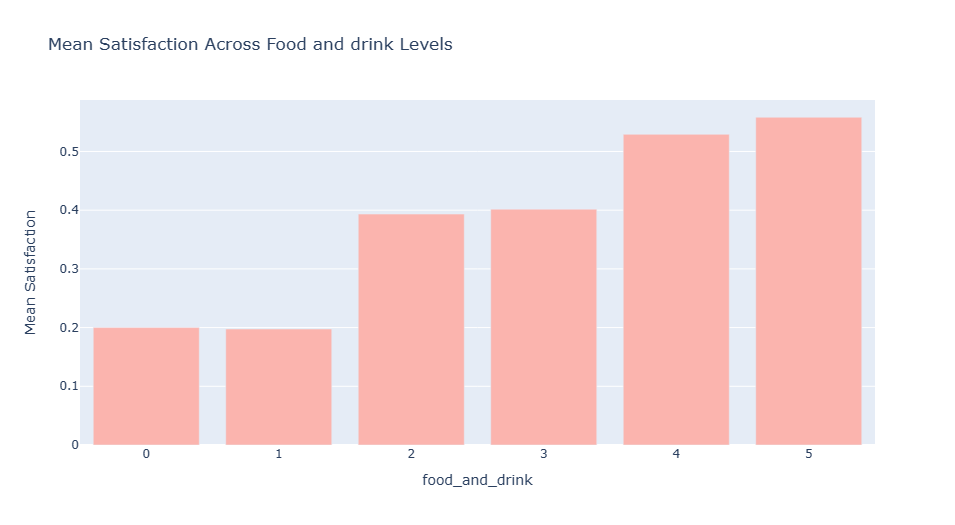 Mean Satisfaction Across Food and drink Levels
Mean Satisfaction
0.5
0.4
0.3
0.2
0.1
0
0 1 2 3 4 5
food_and_drink